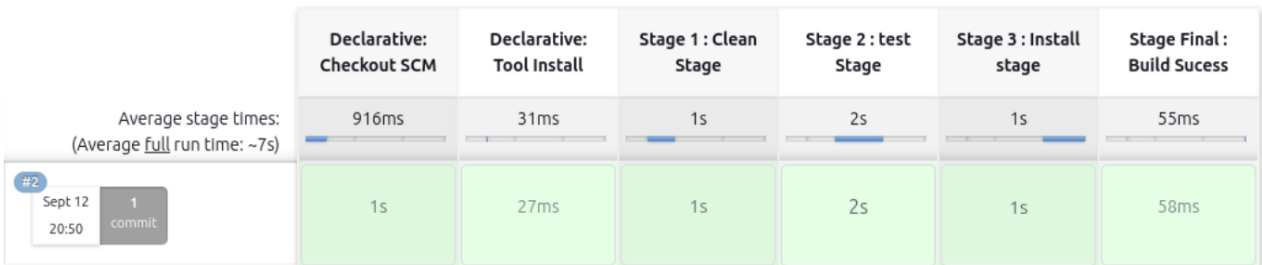 Declarative: Checkout SCM
Declarative: Tool Install
Stage 1 : Clean Stage
Stage 2 : test Stage
Stage 3 : Install stage
Stage Final : Build Sucess
Average stage times:
(Average full run time: ~7s)
916ms
31ms
1s
2s
1s
55ms
#2
Sept 12
20:50
1
commit
1s
27ms
1s
2s
1s
58ms